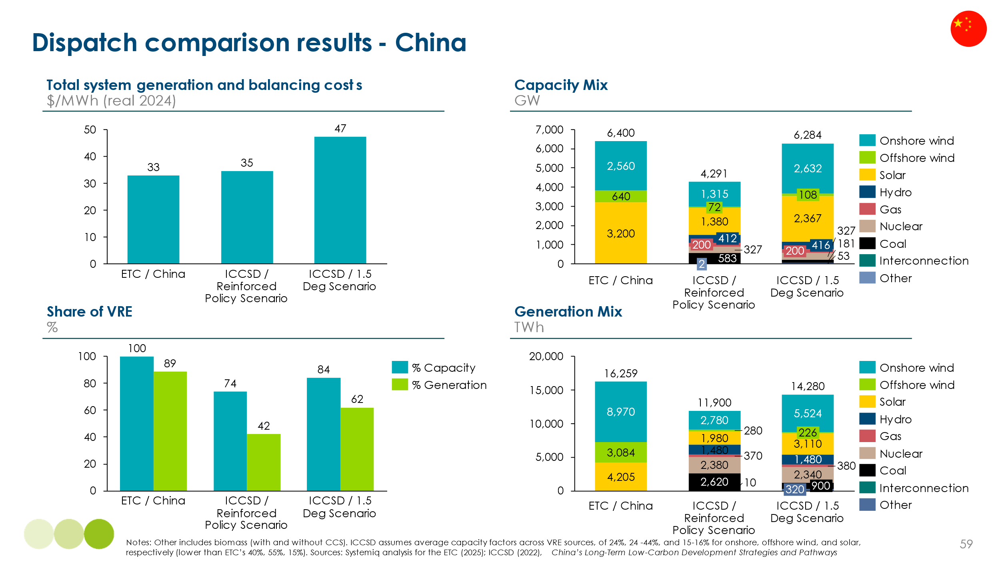 Dispatch comparison results - China
Total system generation and balancing costs
$/MWh (real 2024)
50
40
30
20
10
0
33
35
47
ETC / China
ICCSD /
Reinforced
Policy Scenario
ICCSD / 1.5
Deg Scenario
Capacity Mix
GW
7,000
6,000
5,000
4,000
3,000
2,000
1,000
0
6,400
2,560
640
3,200
4,291
1,315
72
1,380
412
200
327
583
2
6,284
2,632
108
2,367
416
200
327
181
53
ETC / China
ICCSD /
Reinforced
Policy Scenario
ICCSD / 1.5
Deg Scenario
Onshore wind
Offshore wind
Solar
Hydro
Gas
Nuclear
Coal
Interconnection
Other
Share of VRE
%
100
80
60
40
20
0
100
89
74
42
84
62
ETC / China
ICCSD /
Reinforced
Policy Scenario
ICCSD / 1.5
Deg Scenario
% Capacity
% Generation
Generation Mix
TWh
20,000
15,000
10,000
5,000
0
16,259
8,970
3,084
4,205
11,900
2,780
280
1,980
1,480
370
2,380
2,620
10
14,280
5,524
226
3,110
1,480
380
2,340
900
320
ETC / China
ICCSD /
Reinforced
Policy Scenario
ICCSD / 1.5
Deg Scenario
Onshore wind
Offshore wind
Solar
Hydro
Gas
Nuclear
Coal
Interconnection
Other
Notes: Other includes biomass (with and without CCS). ICCSD assumes average capacity factors across VRE sources, of 24%, 24 -44%, and 15-16% for onshore, offshore wind, and solar,
respectively (lower than ETC's 40%, 55%, 15%). Sources: Systemiq analysis for the ETC (2025); ICCSD (2022), China's Long-Term Low-Carbon Development Strategies and Pathways
59